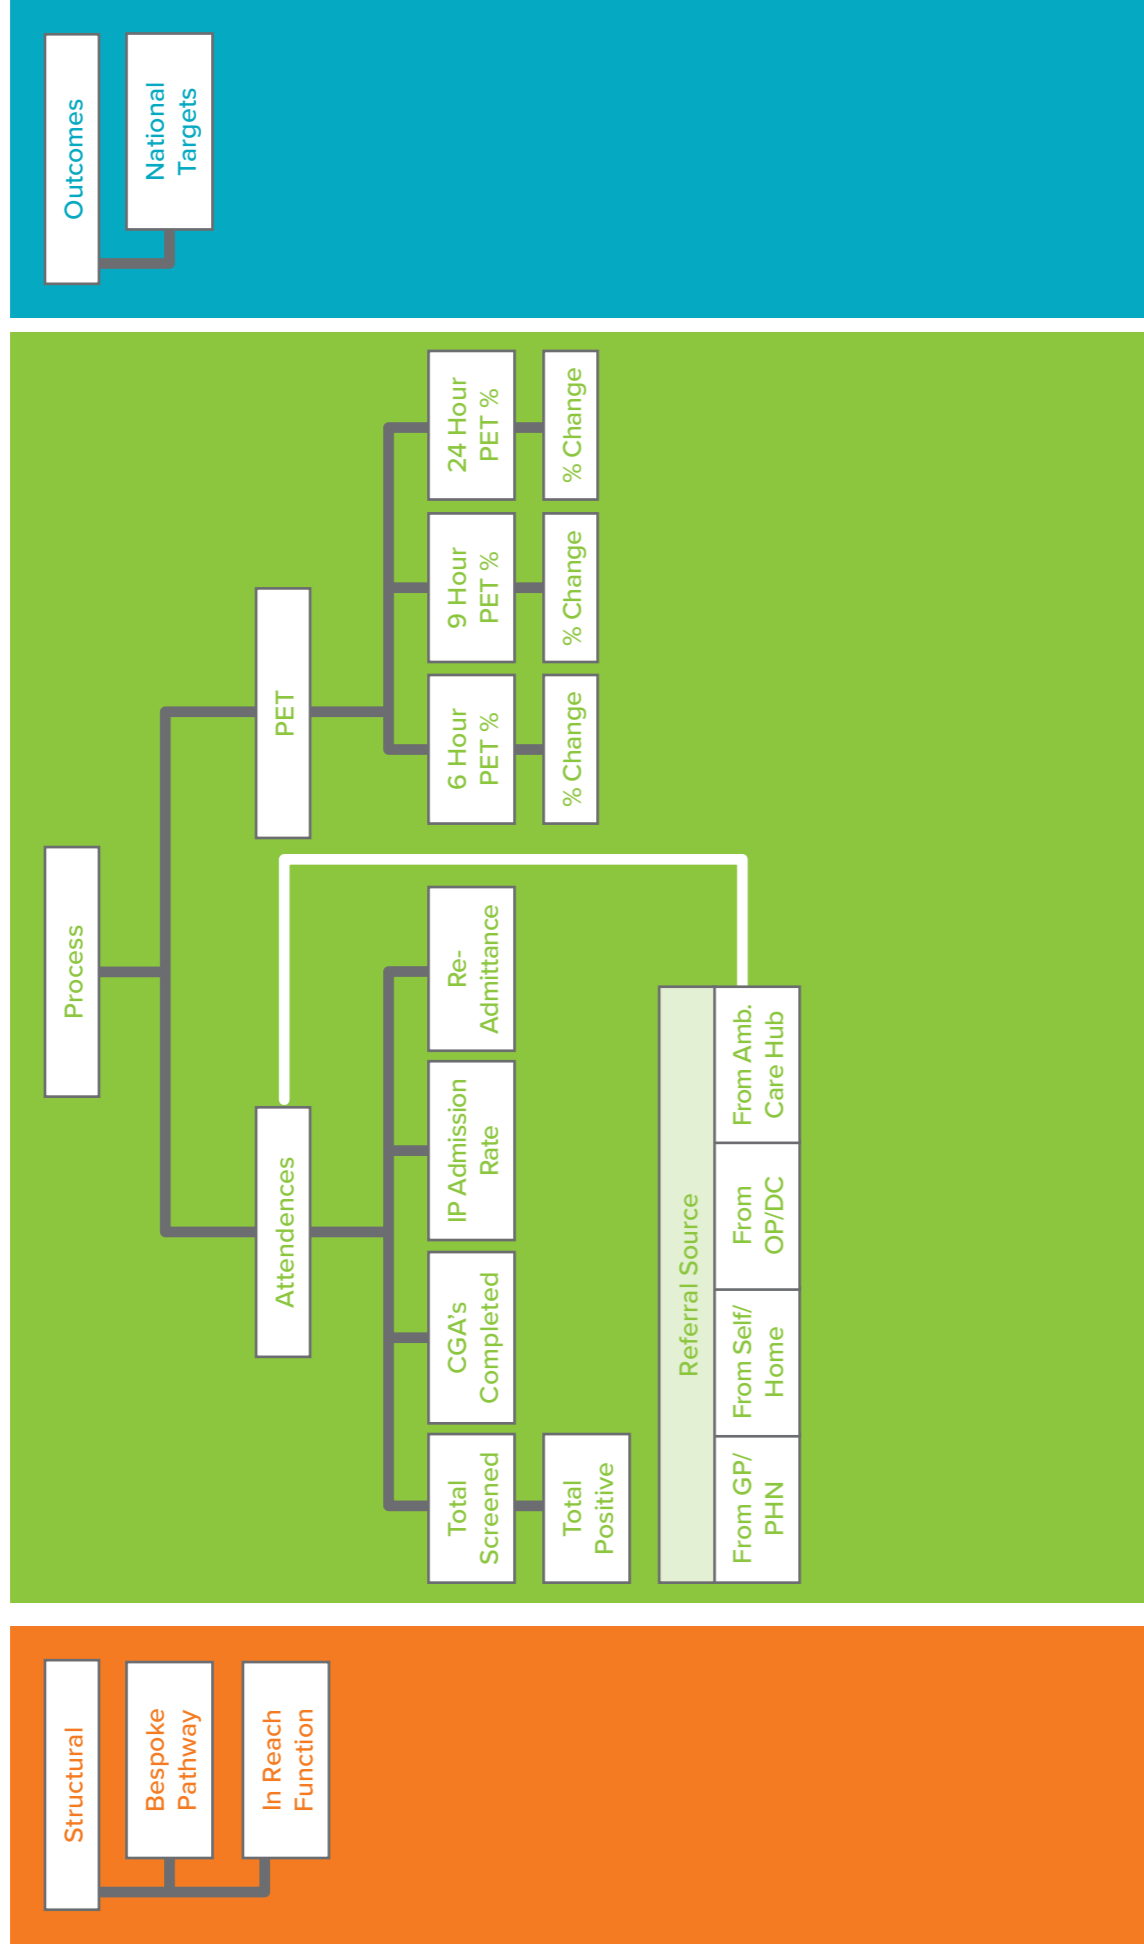 Structural
Bespoke
Pathway
In Reach
Function
Process
Attendences
Total
Screened
Total
Positive
CGA's
Completed
IP Admission
Rate
Re-
Admittance
Referral Source
From GP/
PHN
From Self/
Home
From
OP/DC
From Amb.
Care Hub
PET
6 Hour
PET %
% Change
9 Hour
PET %
% Change
24 Hour
PET %
% Change
Outcomes
National
Targets